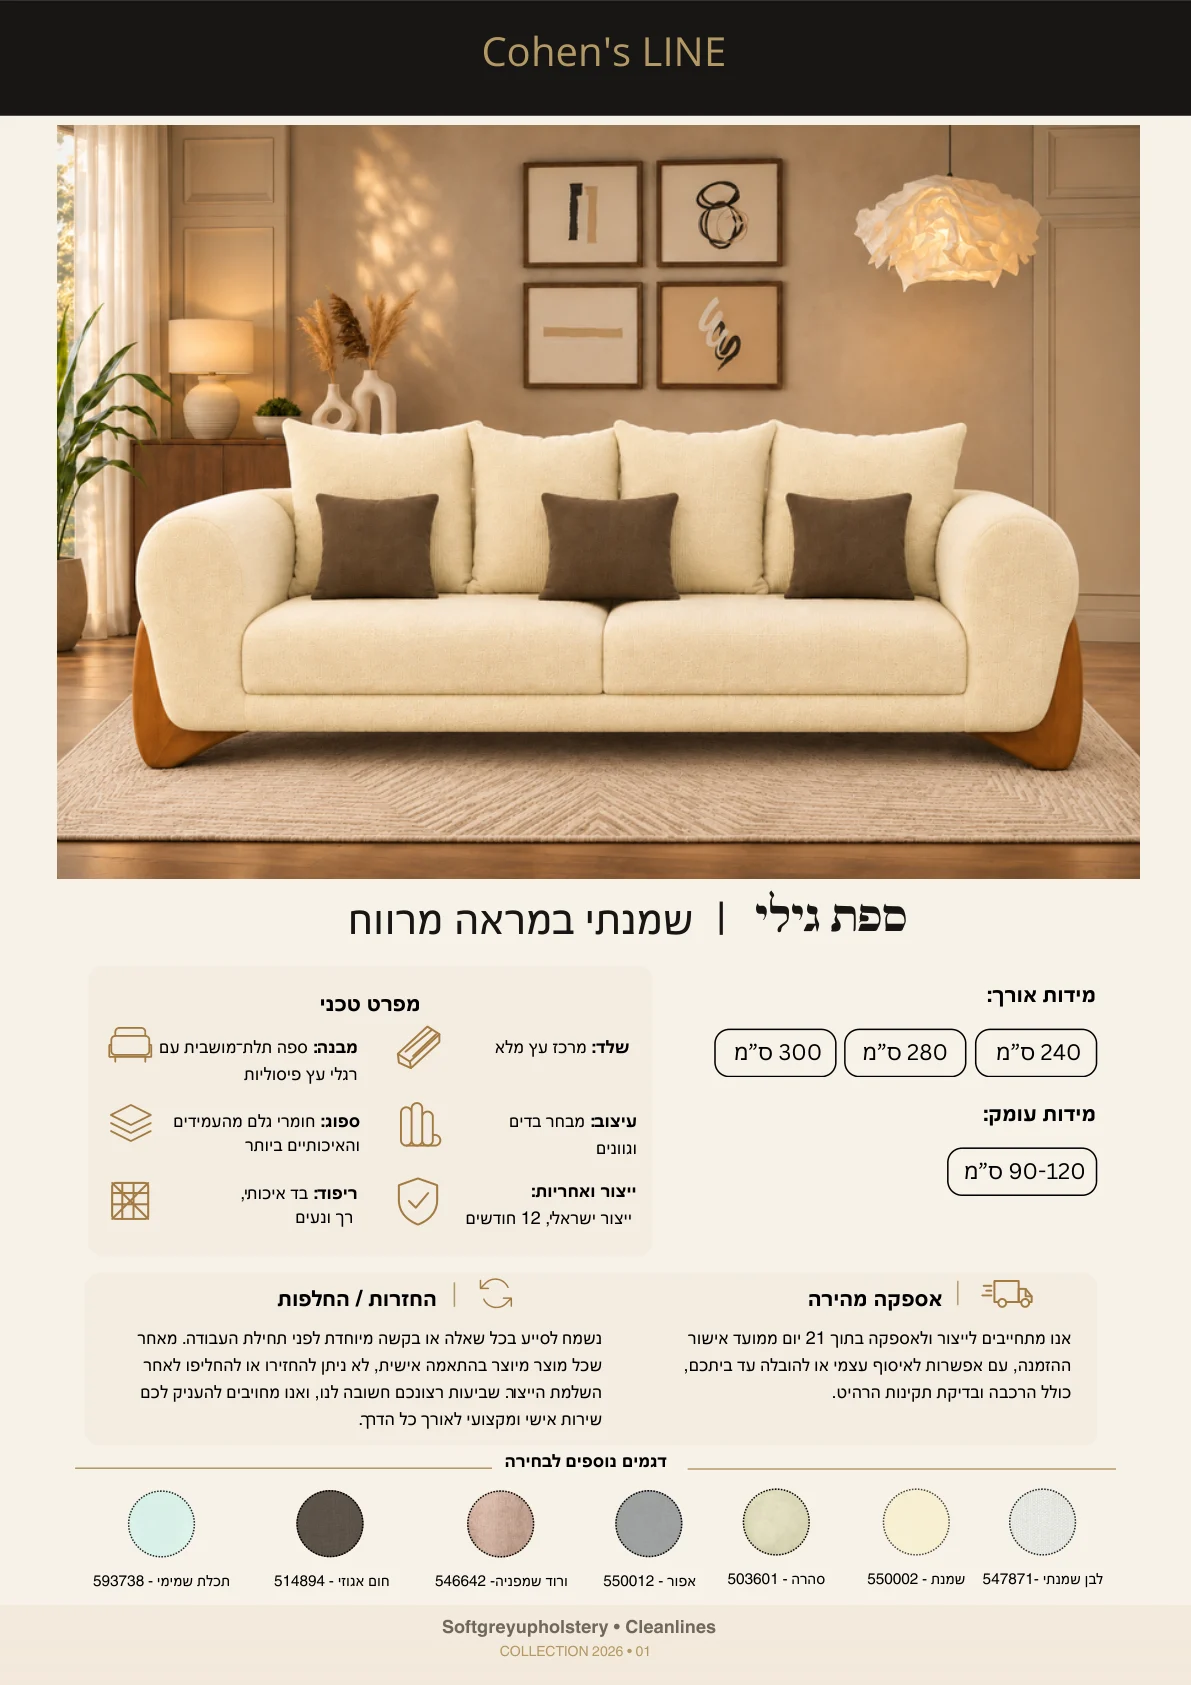 Cohen's LINE
ספת גילי | שמנתי במראה מרווח
מידות אורך:
240 ס”מ
280 ס”מ
300 ס”מ
מידות עומק:
90-120 ס”מ
מפרט טכני
שלד: מרכז עץ מלא
מבנה: ספה תלת־מושבית עם
רגלי עץ פיסוליות
עיצוב: מבחר בדים
וגוונים
ספוג: חומרי גלם מהעמידים
והאיכותיים ביותר
ייצור ואחריות:
ייצור ישראלי, 12 חודשים
ריפוד: בד איכותי,
רך ונעים
אספקה מהירה
אנו מתחייבים לייצור ולאספקה בתוך 21 יום ממועד אישור
ההזמנה, עם אפשרות לאיסוף עצמי או להובלה עד ביתכם,
כולל הרכבה ובדיקת תקינות הרהיט.
החזרות / החלפות
נשמח לסייע בכל שאלה או בקשה מיוחדת לפני תחילת העבודה. מאחר
שכל מוצר מיוצר בהתאמה אישית, לא ניתן להחזירו או להחליפו לאחר
השלמת הייצור. שביעות רצונכם חשובה לנו, ואנו מחויבים להעניק לכם
שירות אישי ומקצועי לאורך כל הדרך.
דגמים נוספים לבחירה
לבן שמנתי -547871
שמנת - 550002
סהרה - 503601
אפור - 550012
ורוד שמפניה- 546642
חום אגוזי - 514894
תכלת שמימי - 593738
Softgreyupholstery • Cleanlines
COLLECTION 2026 • 01